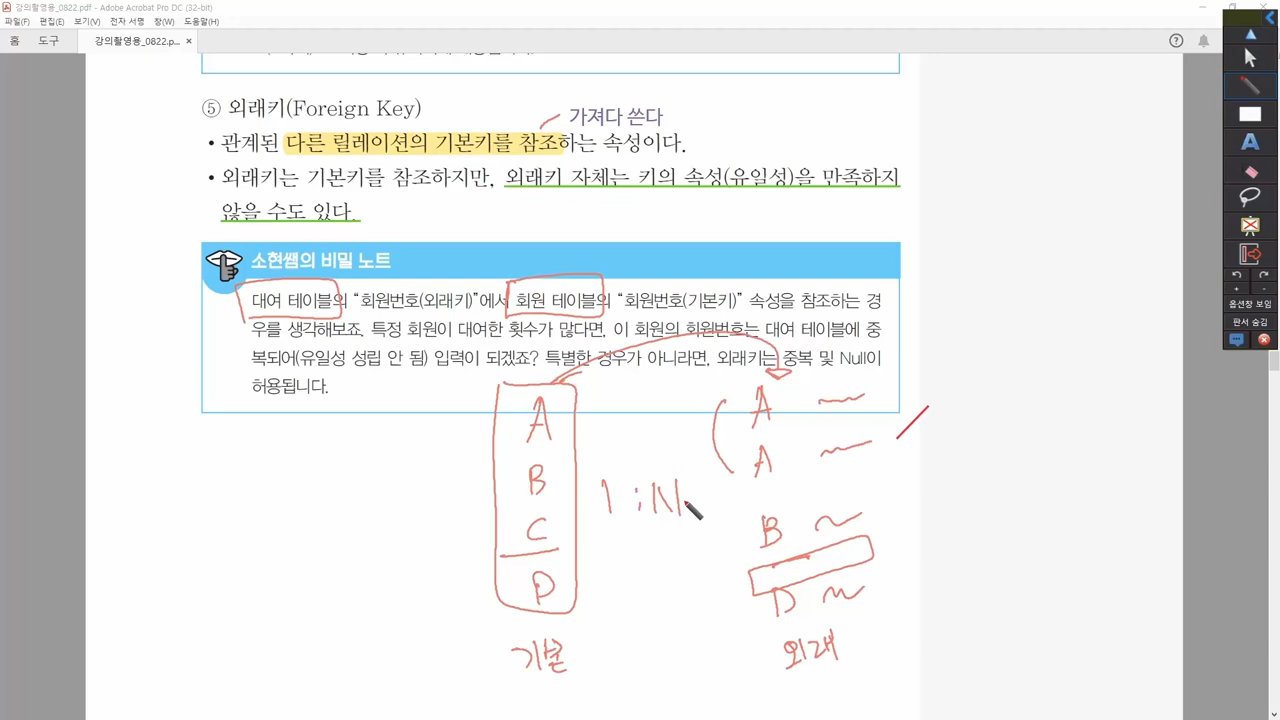 강의촬영용_0822.pdf - Adobe Acrobat Pro DC (32-bit)
파일(F) 편집(E) 보기(V) 전자 서명 창(W) 도움말(H)
홈 도구 강의촬영용_0822.p... ×
⑤ 외래키(Foreign Key)
가져다 쓴다
• 관계된 다른 릴레이션의 기본키를 참조하는 속성이다.
• 외래키는 기본키를 참조하지만, 외래키 자체는 키의 속성(유일성)을 만족하지
않을 수도 있다.
소현쌤의 비밀 노트
대여 테이블의 “회원번호(외래키)”에서 회원 테이블의 “회원번호(기본키)” 속성을 참조하는 경
우를 생각해보죠. 특정 회원이 대여한 횟수가 많다면, 이 회원의 회원번호는 대여 테이블에 중
복되어(유일성 성립 안 됨) 입력이 되겠죠? 특별한 경우가 아니라면, 외래키는 중복 및 Null이
허용됩니다.
A A
A
B
B
C
D D
기본 외래
옵션창 보임
판서 숨김